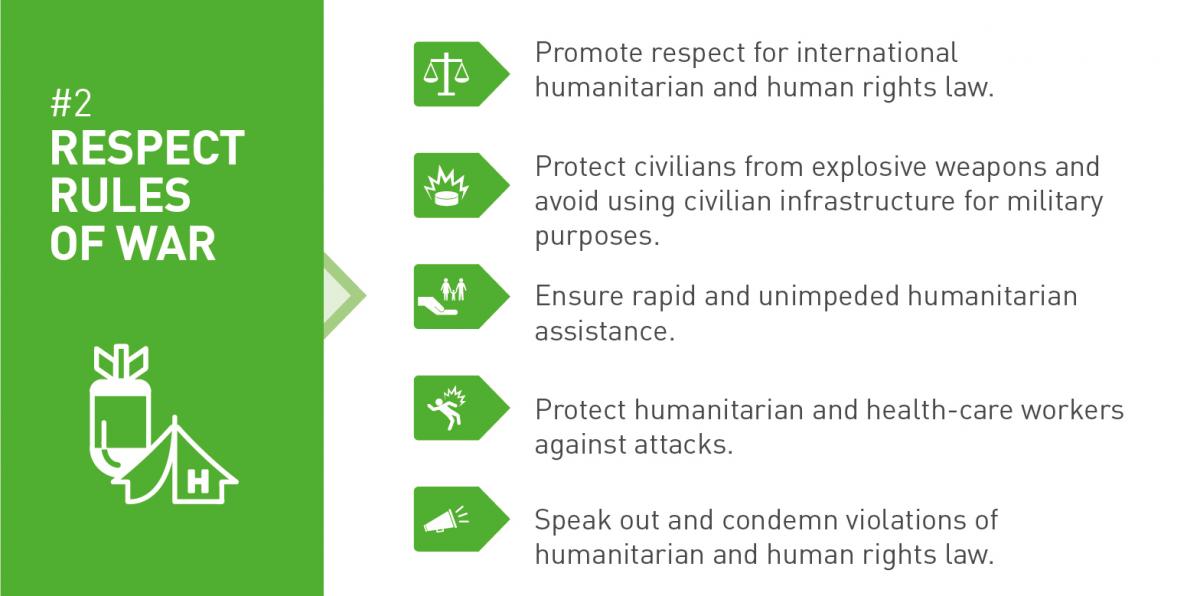 #2
RESPECT
RULES
OF WAR
H
Promote respect for international
humanitarian and human rights law.
Protect civilians from explosive weapons and
avoid using civilian infrastructure for military
purposes.
Ensure rapid and unimpeded humanitarian
assistance.
Protect humanitarian and health-care workers
against attacks.
Speak out and condemn violations of
humanitarian and human rights law.